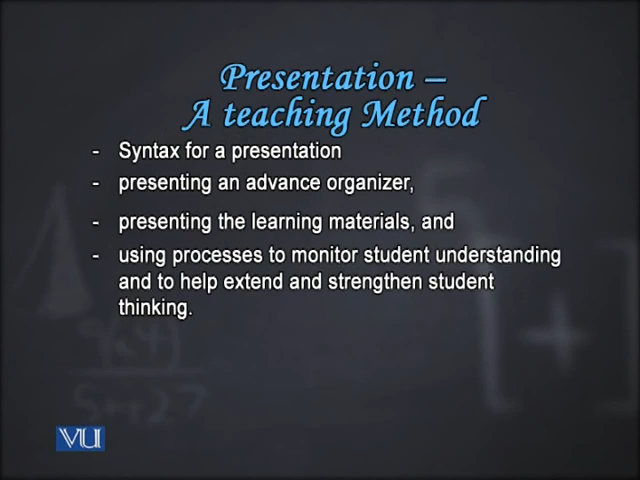 Presentation –
A teaching Method
- Syntax for a presentation
- presenting an advance organizer,
- presenting the learning materials, and
- using processes to monitor student understanding
and to help extend and strengthen student
thinking.
VU